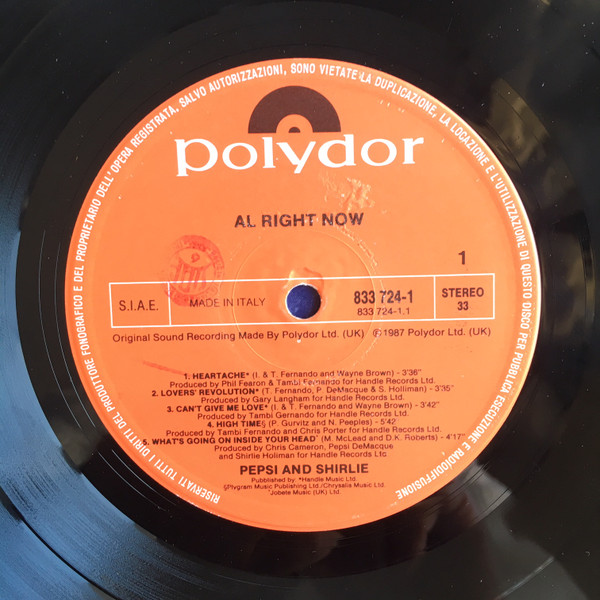 RISERVATI TUTTI I DIRITTI DEL PRODUTTORE FONOGRAFICO E DEL PROPRIETARIO DELL'OPERA REGISTRATA, SALVO AUTORIZZAZIONI, SONO VIETATE LA DUPLICAZIONE, LA LOCAZIONE E L'UTILIZZAZIONE DI QUESTO DISCO PER PUBBLICA ESECUZIONE E RADIODIFFUSIONE
polydor
AL RIGHT NOW
1
S.I.A.E. MADE IN ITALY 833 724-1 STEREO
833 724-1.1 33
Original Sound Recording Made By Polydor Ltd. (UK) ℗1987 Polydor Ltd. (UK)
1. HEARTACHE* (I. & T. Fernando and Wayne Brown) - 3'36"
Produced by Phil Fearon & Tambi Fernando for Handle Records Ltd.
2. LOVERS' REVOLUTION* (T. Fernando, P. DeMacque & S. Holliman) - 3'35"
Produced by Gary Langham for Handle Records Ltd.
3. CAN'T GIVE ME LOVE* (I. & T. Fernando and Wayne Brown) - 3'42"
Produced by Tambi Gernando for Handle Records Ltd.
4. HIGH TIME§ (P. Gurvitz and N. Peeples) - 5'42'
Produced by Tambi Fernando and Chris Porter for Handle Records Ltd.
5. WHAT'S GOING ON INSIDE YOUR HEAD° (M. McLead and D.K. Roberts) - 4'17"
Produced by Chris Cameron, Pepsi DeMacque
and Shirlie Holiman for Handle Records Ltd.
PEPSI AND SHIRLIE
Puppblished by: *Handle Music Ltd.
§Plygram Music Publishing Ltd./Chrysalis Music Ltd.
°Jobete Music (UK) Ltd.